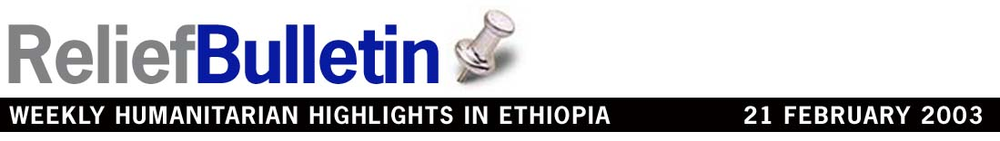 ReliefBulletin
WEEKLY HUMANITARIAN HIGHLIGHTS IN ETHIOPIA 21 FEBRUARY 2003